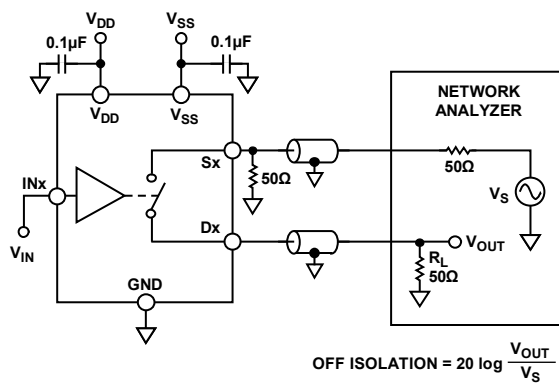 VDD
VSS
0.1µF
0.1µF
VDD
VSS
NETWORK
ANALYZER
Sx
50Ω
50Ω
INx
VS
Dx
VOUT
VIN
RL
50Ω
GND
OFF ISOLATION = 20 log VOUT
VS